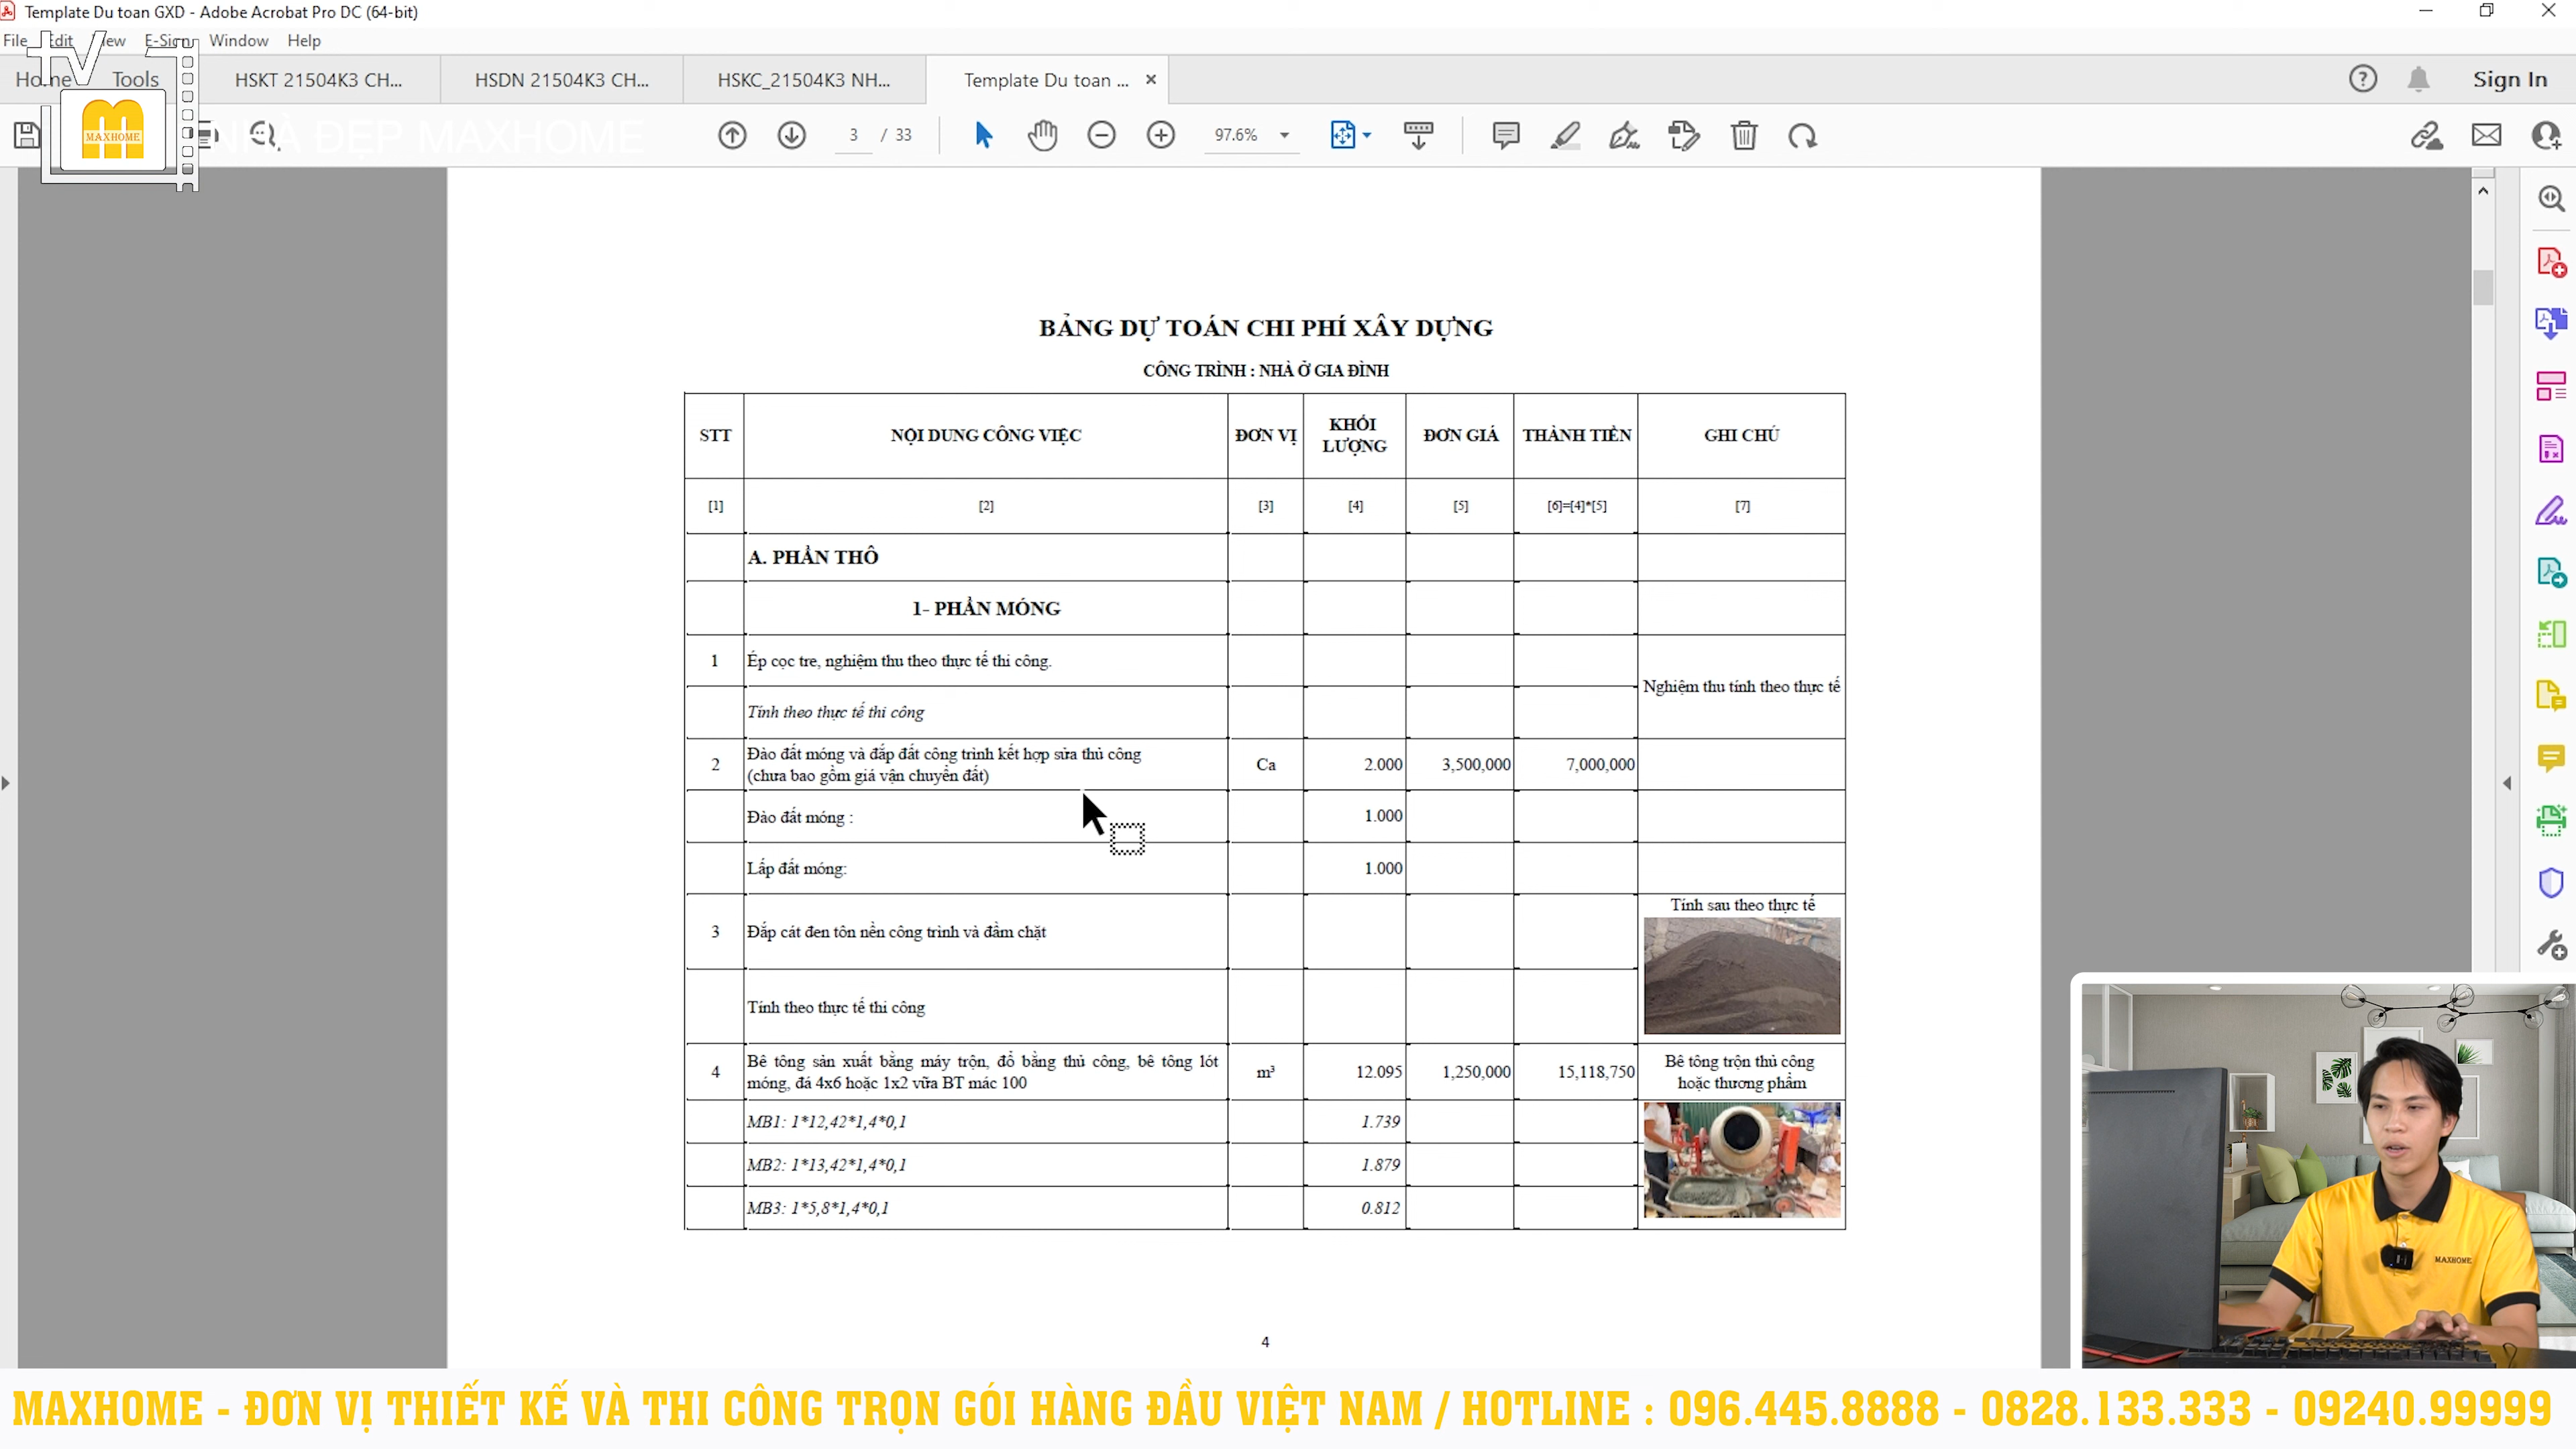 Template Du toan GXD - Adobe Acrobat Pro DC (64-bit)
File Edit View E-Sign Window Help
Home Tools HSKT 21504K3 CH... HSDN 21504K3 CH... HSKC_21504K3 NH... Template Du toan ... Sign In
tv
MAXHOME
NHÀ ĐẸP MAXHOME
3 / 33 97.6%
BẢNG DỰ TOÁN CHI PHÍ XÂY DỰNG
CÔNG TRÌNH : NHÀ Ở GIA ĐÌNH
STT NỘI DUNG CÔNG VIỆC ĐƠN VỊ KHỐI LƯỢNG ĐƠN GIÁ THÀNH TIỀN GHI CHÚ
[1] [2] [3] [4] [5] [6]=[4]*[5] [7]
A. PHẦN THÔ
1- PHẦN MÓNG
1 Ép cọc tre, nghiệm thu theo thực tế thi công.
Nghiệm thu tính theo thực tế
Tính theo thực tế thi công
2 Đào đất móng và đắp đất công trình kết hợp sửa thủ công
(chưa bao gồm giá vận chuyển đất) Ca 2.000 3,500,000 7,000,000
Đào đất móng : 1.000
Lấp đất móng: 1.000
Tính sau theo thực tế
3 Đắp cát đen tôn nền công trình và đầm chặt
Tính theo thực tế thi công
4 Bê tông sản xuất bằng máy trộn, đổ bằng thủ công, bê tông lót
móng, đá 4x6 hoặc 1x2 vữa BT mác 100 m³ 12.095 1,250,000 15,118,750
Bê tông trộn thủ công
hoặc thương phẩm
MB1: 1*12,42*1,4*0,1 1.739
MB2: 1*13,42*1,4*0,1 1.879
MB3: 1*5,8*1,4*0,1 0.812
4
MAXHOME
MAXHOME - ĐƠN VỊ THIẾT KẾ VÀ THI CÔNG TRỌN GÓI HÀNG ĐẦU VIỆT NAM / HOTLINE : 096.445.8888 - 0828.133.333 - 09240.99999